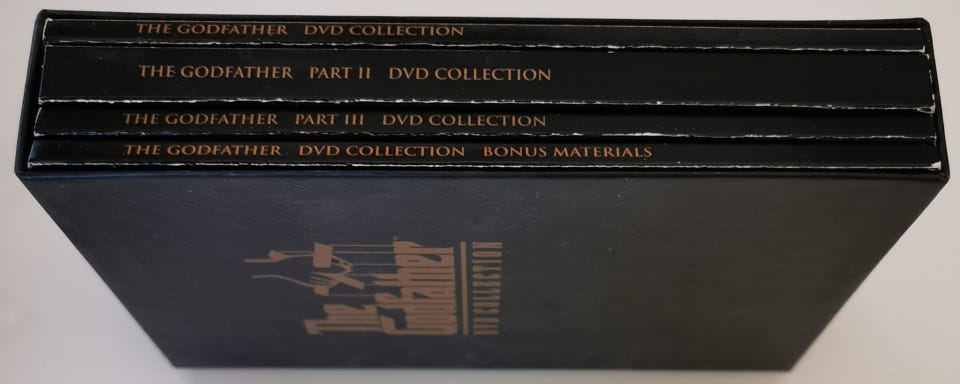 THE GODFATHER DVD COLLECTION
THE GODFATHER PART II DVD COLLECTION
THE GODFATHER PART III DVD COLLECTION
THE GODFATHER DVD COLLECTION BONUS MATERIALS
The
Godfather
DVD COLLECTION